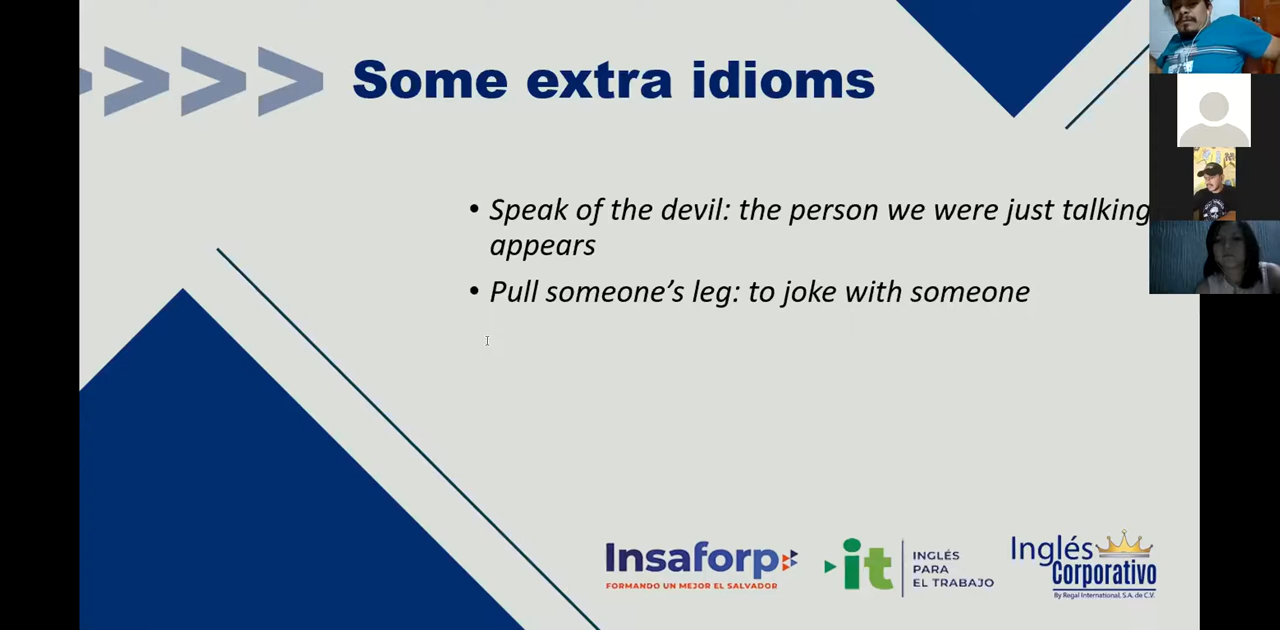 Some extra idioms
• Speak of the devil: the person we were just talking
appears
• Pull someone’s leg: to joke with someone
Insaforp
FORMANDO UN MEJOR EL SALVADOR
it
INGLÉS
PARA
EL TRABAJO
Inglés
Corporativo
By Regal International, S.A. de C.V.